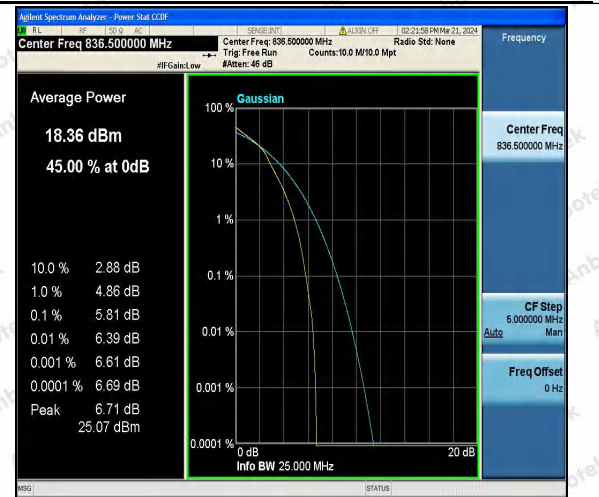 Agilent Spectrum Analyzer - Power Stat CCDF
RL RF 50 Ω AC SENSE:INT ALIGN OFF 02:21:58 PM Mar 21, 2024
Center Freq 836.500000 MHz
Center Freq: 836.500000 MHz Radio Std: None
Trig: Free Run Counts:10.0 M/10.0 Mpt
#IFGain:Low #Atten: 46 dB
Frequency
Average Power
18.36 dBm
45.00 % at 0dB
10.0 % 2.88 dB
1.0 % 4.86 dB
0.1 % 5.81 dB
0.01 % 6.39 dB
0.001 % 6.61 dB
0.0001 % 6.69 dB
Peak 6.71 dB
25.07 dBm
Gaussian
100 %
10 %
1 %
0.1 %
0.01 %
0.001 %
0.0001 %
0 dB 20 dB
Info BW 25.000 MHz
Center Freq
836.500000 MHz
CF Step
5.000000 MHz
Auto Man
Freq Offset
0 Hz
MSG STATUS